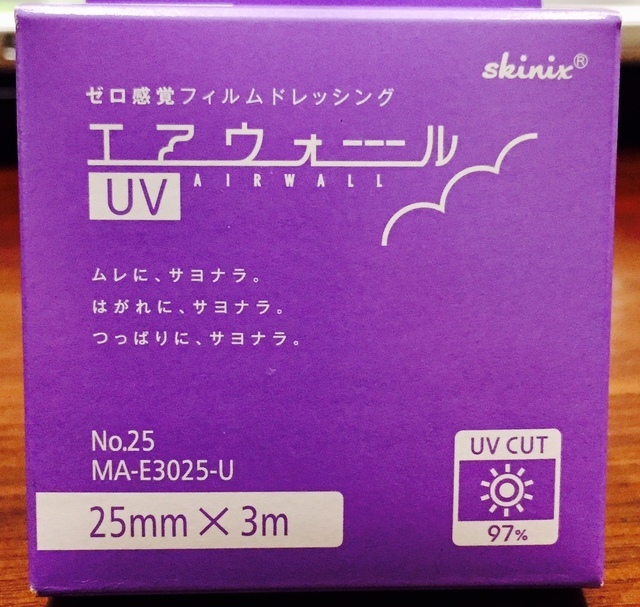 skinix®
ゼロ感覚フィルムドレッシング
エアウォール
UV AIRWALL
ムレに、サヨナラ。
はがれに、サヨナラ。
つっぱりに、サヨナラ。
No.25
MA-E3025-U
25mm×3m
UV CUT
97%